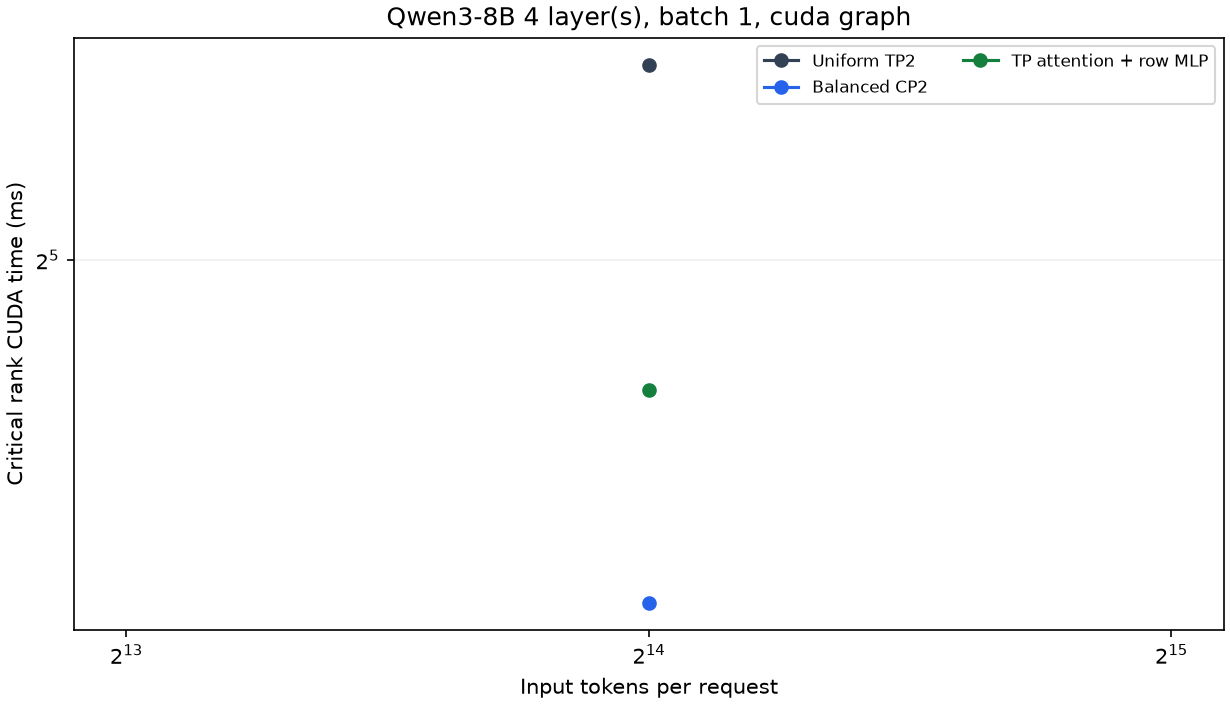 Qwen3-8B 4 layer(s), batch 1, cuda graph
Uniform TP2
Balanced CP2
TP attention + row MLP
Critical rank CUDA time (ms)
2^5
2^13
2^14
2^15
Input tokens per request